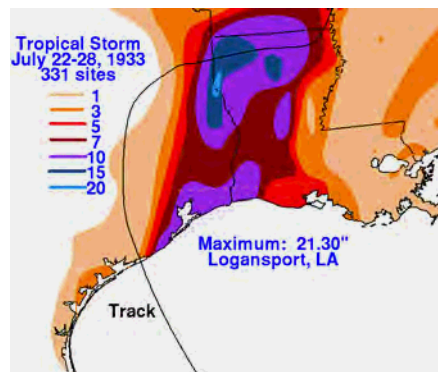 Tropical Storm
July 22-28, 1933
331 sites
1
3
5
7
10
15
20
Maximum: 21.30"
Logansport, LA
Track